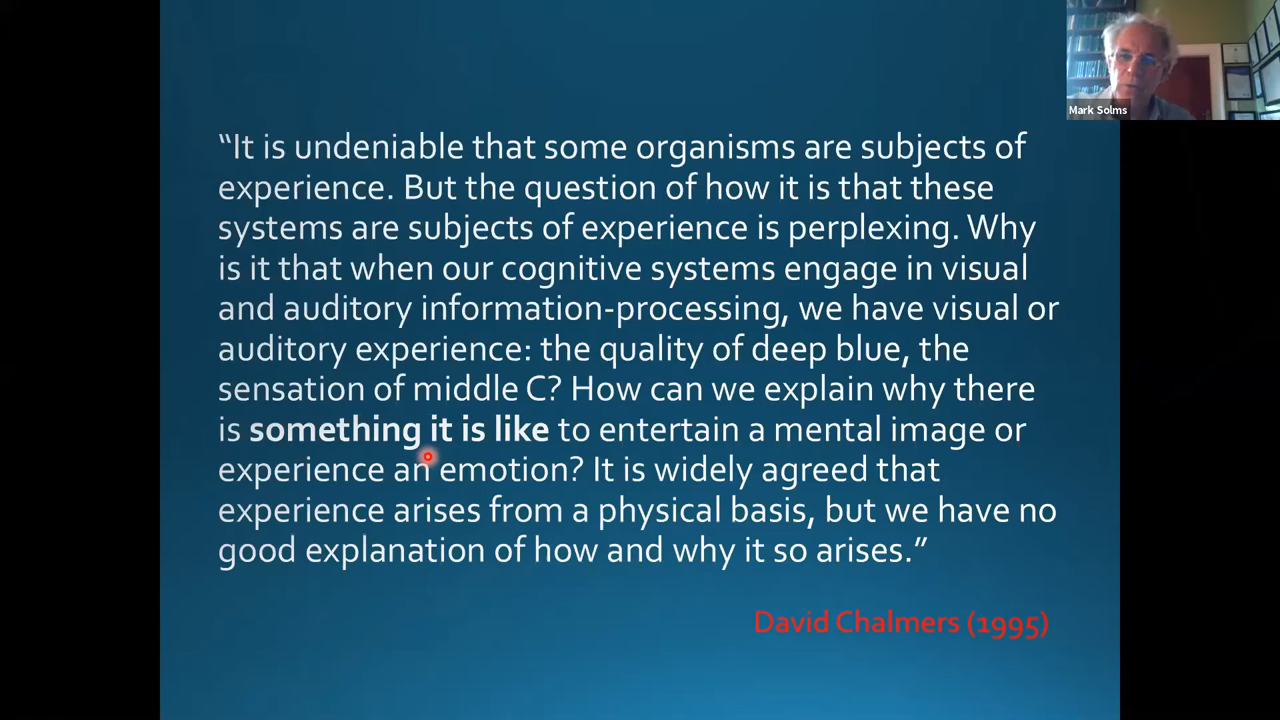 Mark Solms
“It is undeniable that some organisms are subjects of
experience. But the question of how it is that these
systems are subjects of experience is perplexing. Why
is it that when our cognitive systems engage in visual
and auditory information-processing, we have visual or
auditory experience: the quality of deep blue, the
sensation of middle C? How can we explain why there
is something it is like to entertain a mental image or
experience an emotion? It is widely agreed that
experience arises from a physical basis, but we have no
good explanation of how and why it so arises.”
David Chalmers (1995)